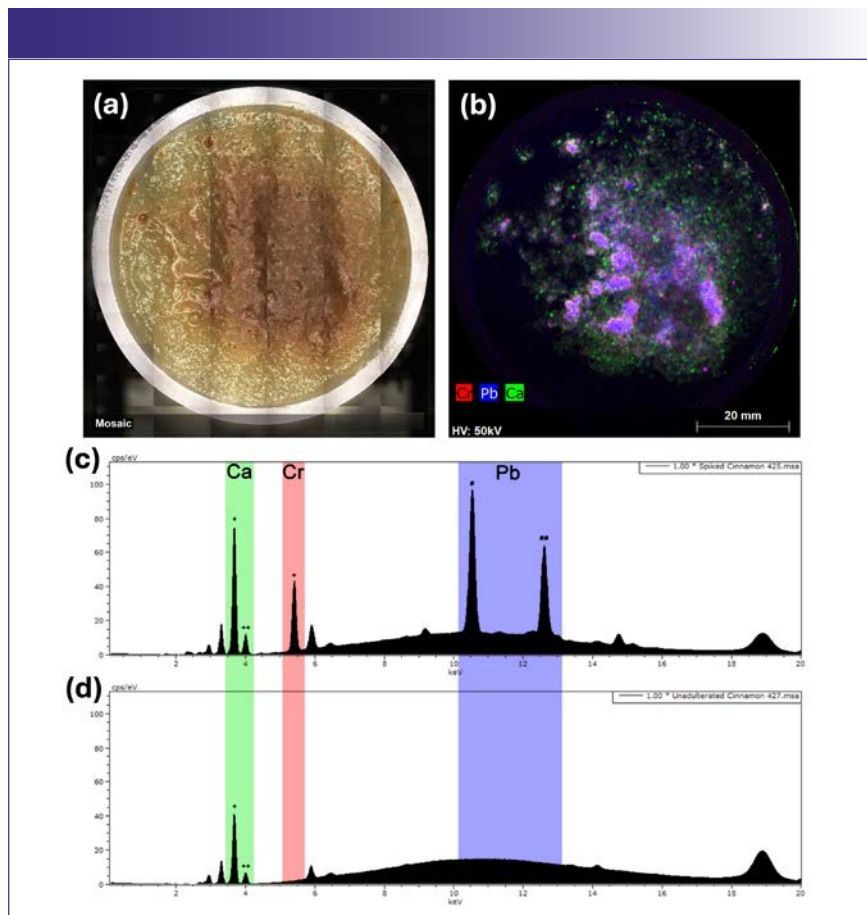 (a)
Mosaic
(b)
Cr Pb Ca
20 mm
HV: 50kV
(c)
cps/eV
Ca
Cr
Pb
1.00 * Spiked Cinnamon 425.msa
*
**
*
#
##
100
80
60
40
20
0
2 4 6 8 10 12 14 16 18 20
keV
(d)
cps/eV
1.00 * Unadulterated Cinnamon 427.msa
*
**
100
80
60
40
20
0
2 4 6 8 10 12 14 16 18 20
keV